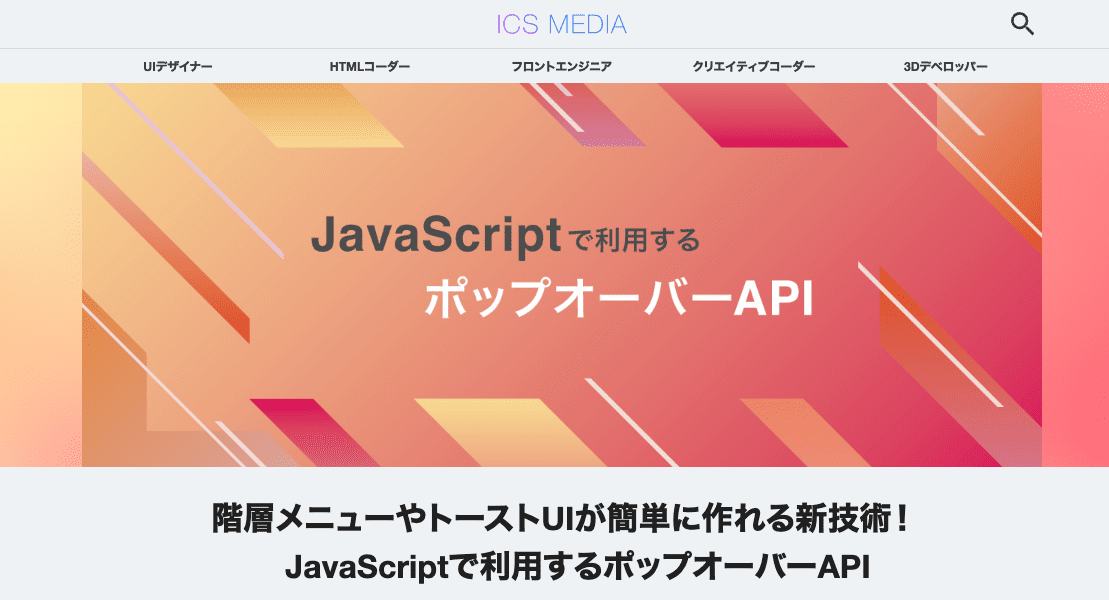 ICS MEDIA
UIデザイナー HTMLコーダー フロントエンジニア クリエイティブコーダー 3Dデベロッパー
JavaScriptで利用する
ポップオーバーAPI
階層メニューやトーストUIが簡単に作れる新技術！
JavaScriptで利用するポップオーバーAPI